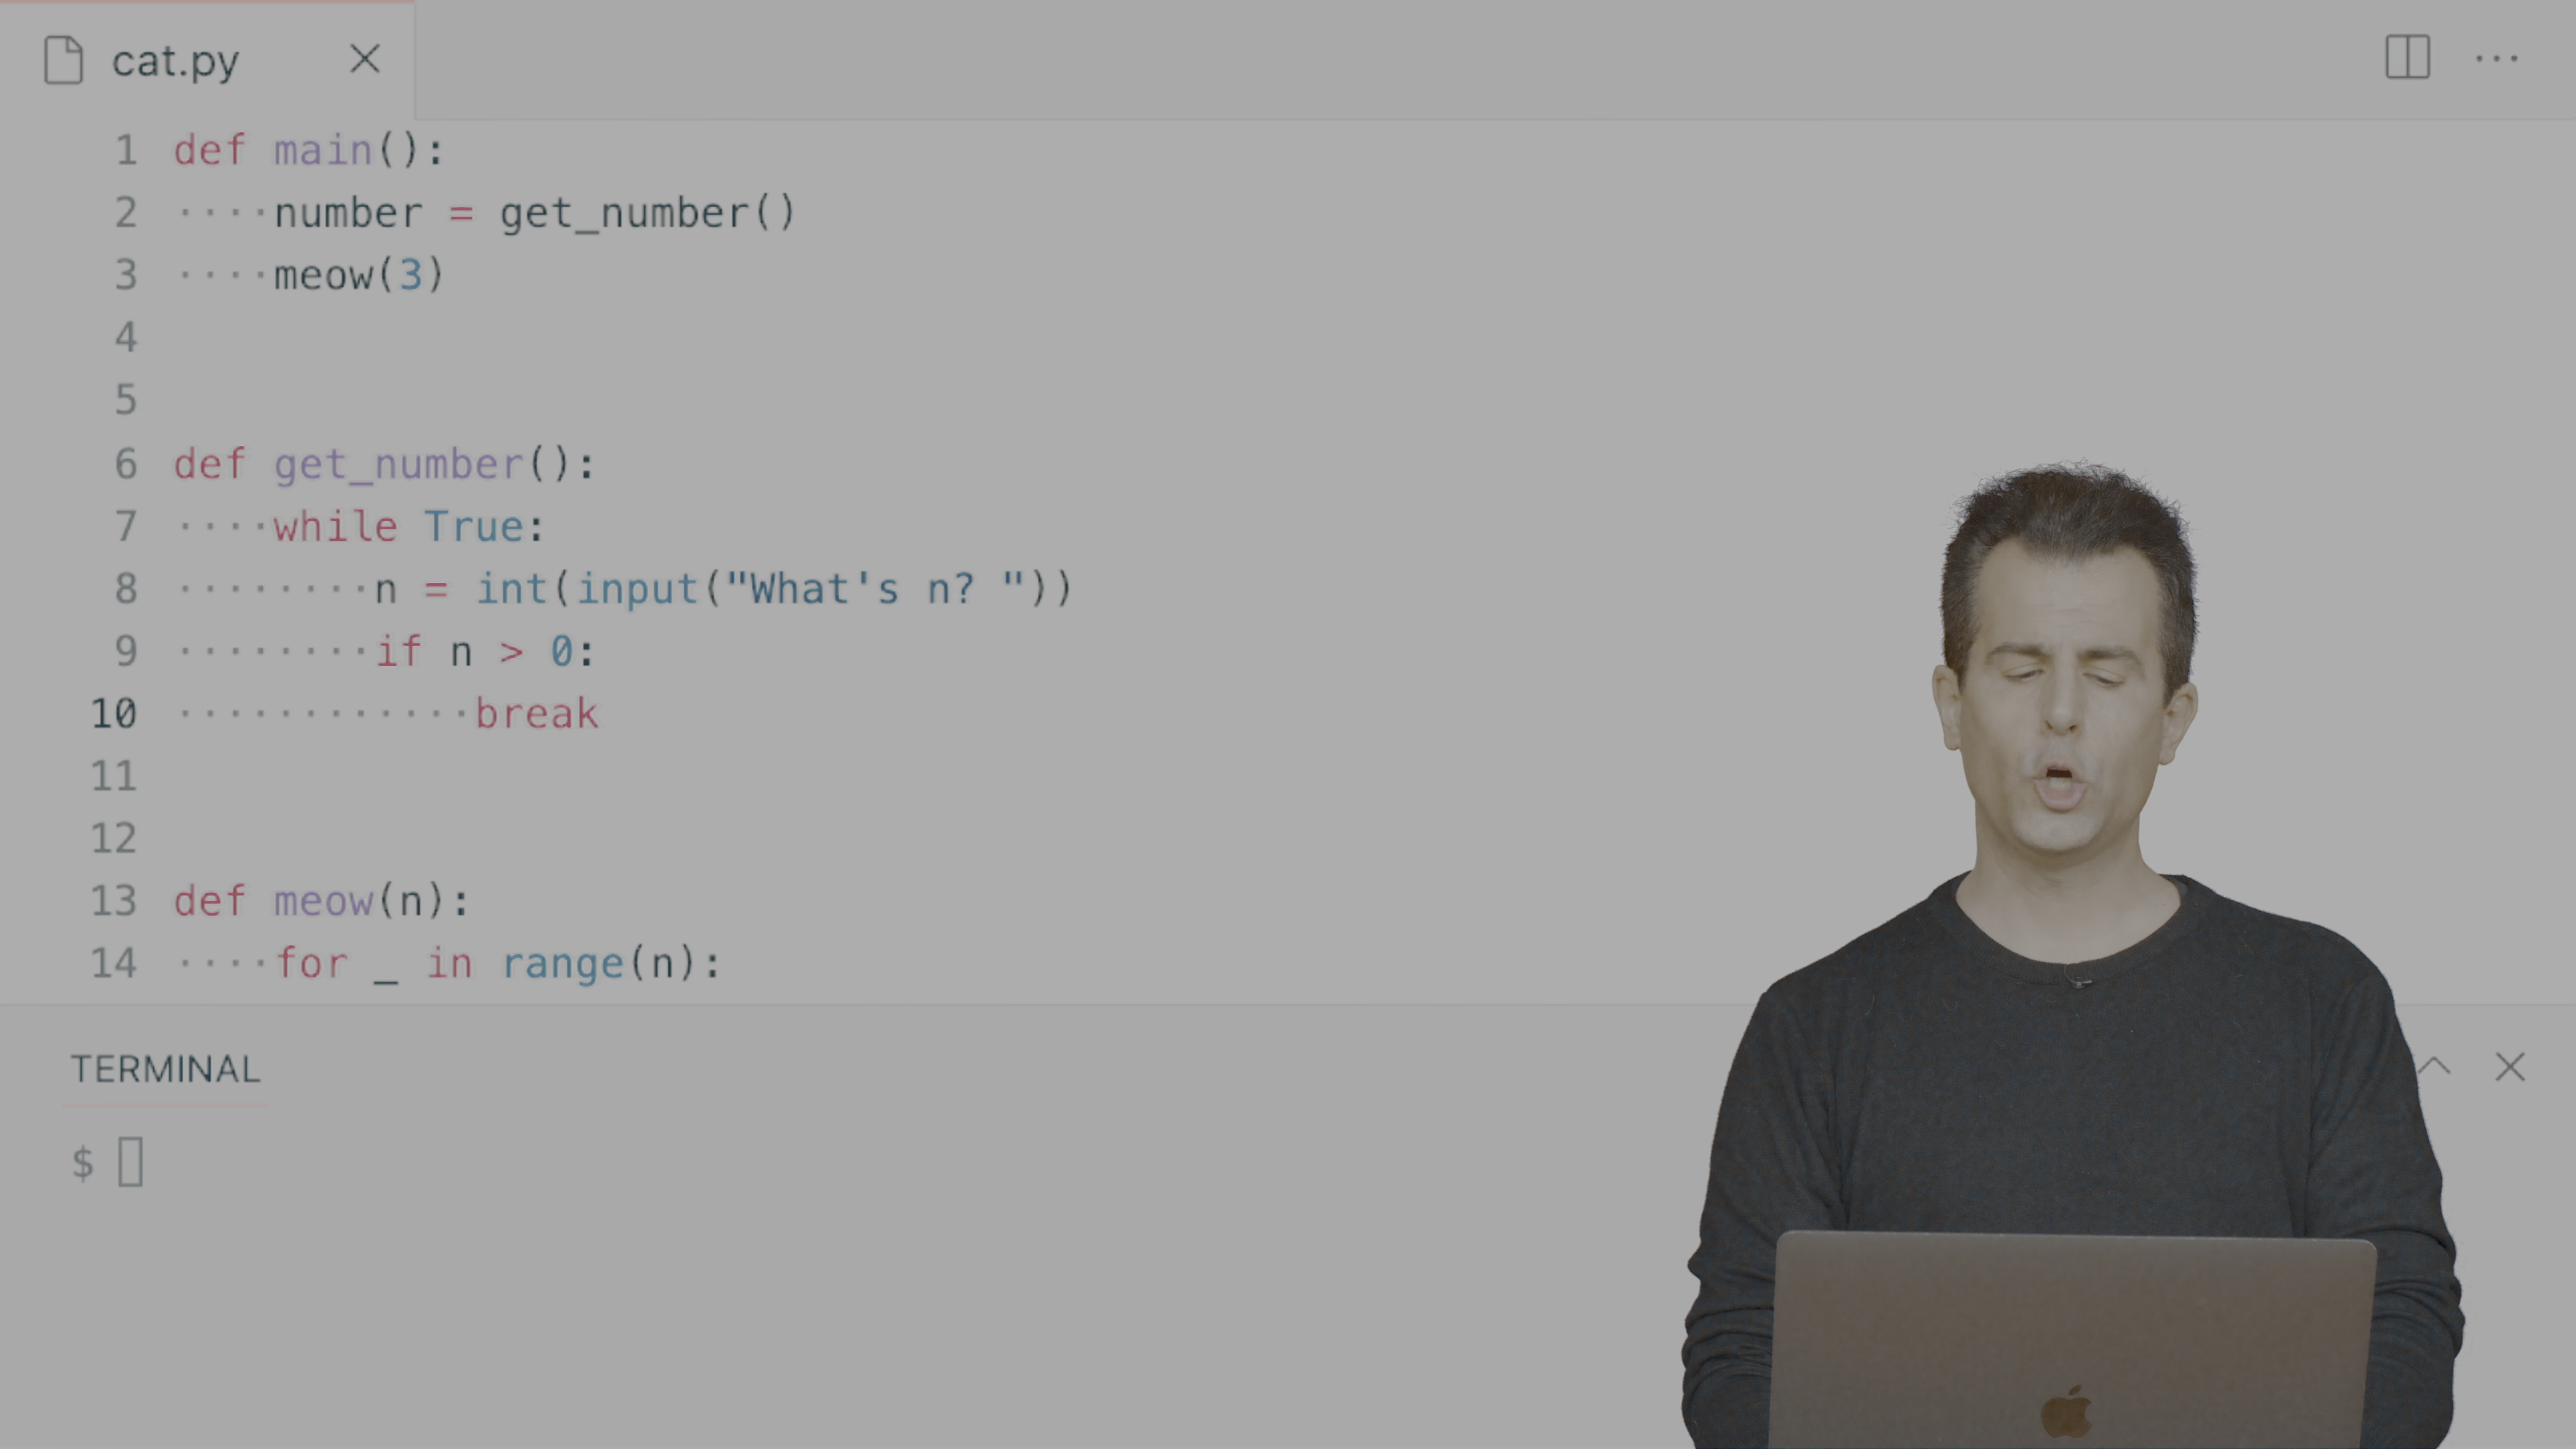 cat.py
1 def main():
2 ····number = get_number()
3 ····meow(3)
4
5
6 def get_number():
7 ····while True:
8 ········n = int(input("What's n? "))
9 ········if n > 0:
10 ············break
11
12
13 def meow(n):
14 ····for _ in range(n):
TERMINAL
$